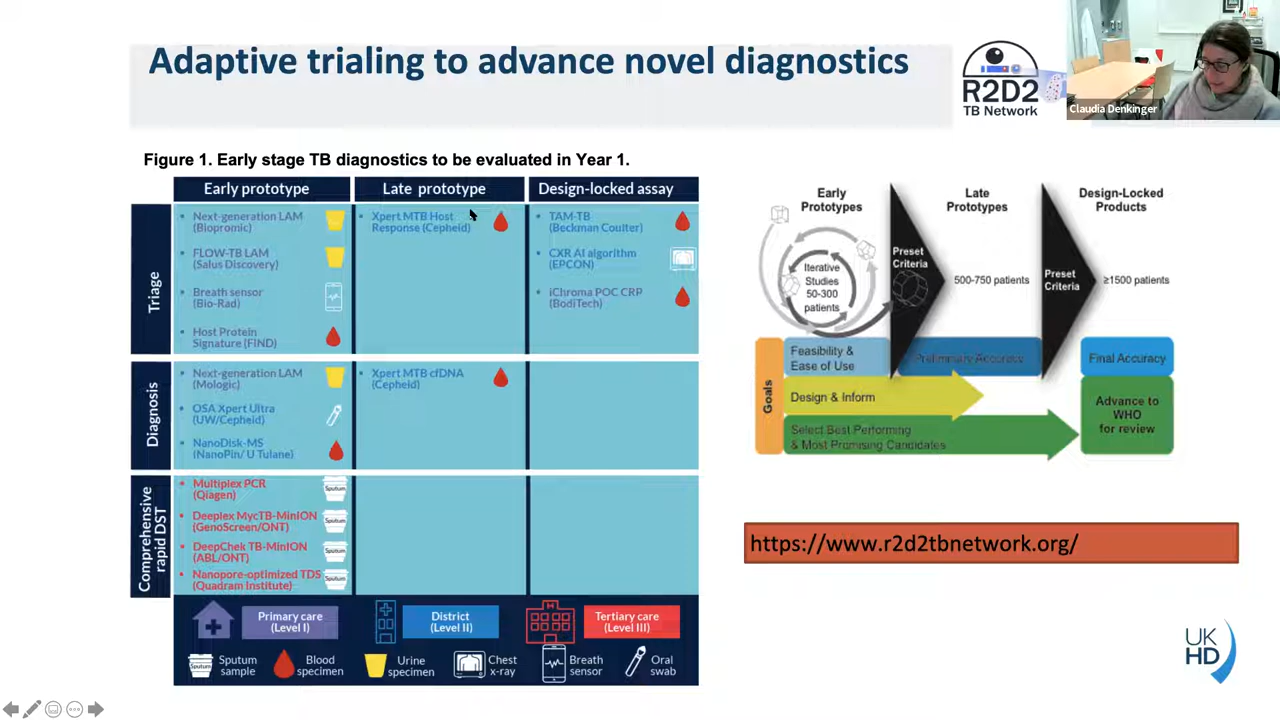 Adaptive trialing to advance novel diagnostics
R2D2
TB Network
Claudia Denkinger
Figure 1. Early stage TB diagnostics to be evaluated in Year 1.
Early prototype
Late prototype
Design-locked assay
Triage
Next-generation LAM
(Biopromic)
FLOW-TB LAM
(Salus Discovery)
Breath sensor
(Bio-Rad)
Host Protein
Signature (FIND)
Xpert MTB Host
Response (Cepheid)
TAM-TB
(Beckman Coulter)
CXR AI algorithm
(EPCON)
iChroma POC CRP
(BodiTech)
Diagnosis
Next-generation LAM
(Mologic)
OSA Xpert Ultra
(UW/Cepheid)
NanoDisk-MS
(NanoPin/ U Tulane)
Xpert MTB cfDNA
(Cepheid)
Comprehensive
rapid DST
Multiplex PCR
(Qiagen)
Sputum
Deeplex MycTB-MinION
(GenoScreen/ONT)
Sputum
DeepChek TB-MinION
(ABL/ONT)
Sputum
Nanopore-optimized TDS
(Quadram Institute)
Sputum
Primary care
(Level I)
District
(Level II)
Tertiary care
(Level III)
Sputum
Sputum
sample
Blood
specimen
Urine
specimen
Chest
x-ray
Breath
sensor
Oral
swab
Early
Prototypes
Late
Prototypes
Design-Locked
Products
Iterative
Studies
50-300
patients
Preset
Criteria
500-750 patients
Preset
Criteria
≥1500 patients
Goals
Feasibility &
Ease of Use
Preliminary Accuracy
Final Accuracy
Design & Inform
Select Best Performing
& Most Promising Candidates
Advance to
WHO
for review
https://www.r2d2tbnetwork.org/
UK
HD